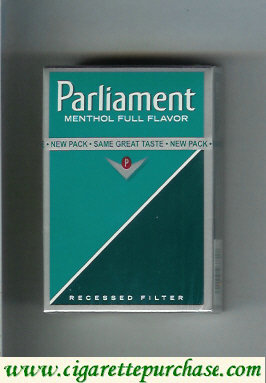 Parliament
MENTHOL FULL FLAVOR
• NEW PACK • SAME GREAT TASTE • NEW PACK •
P
RECESSED FILTER
www.cigarettepurchase.com